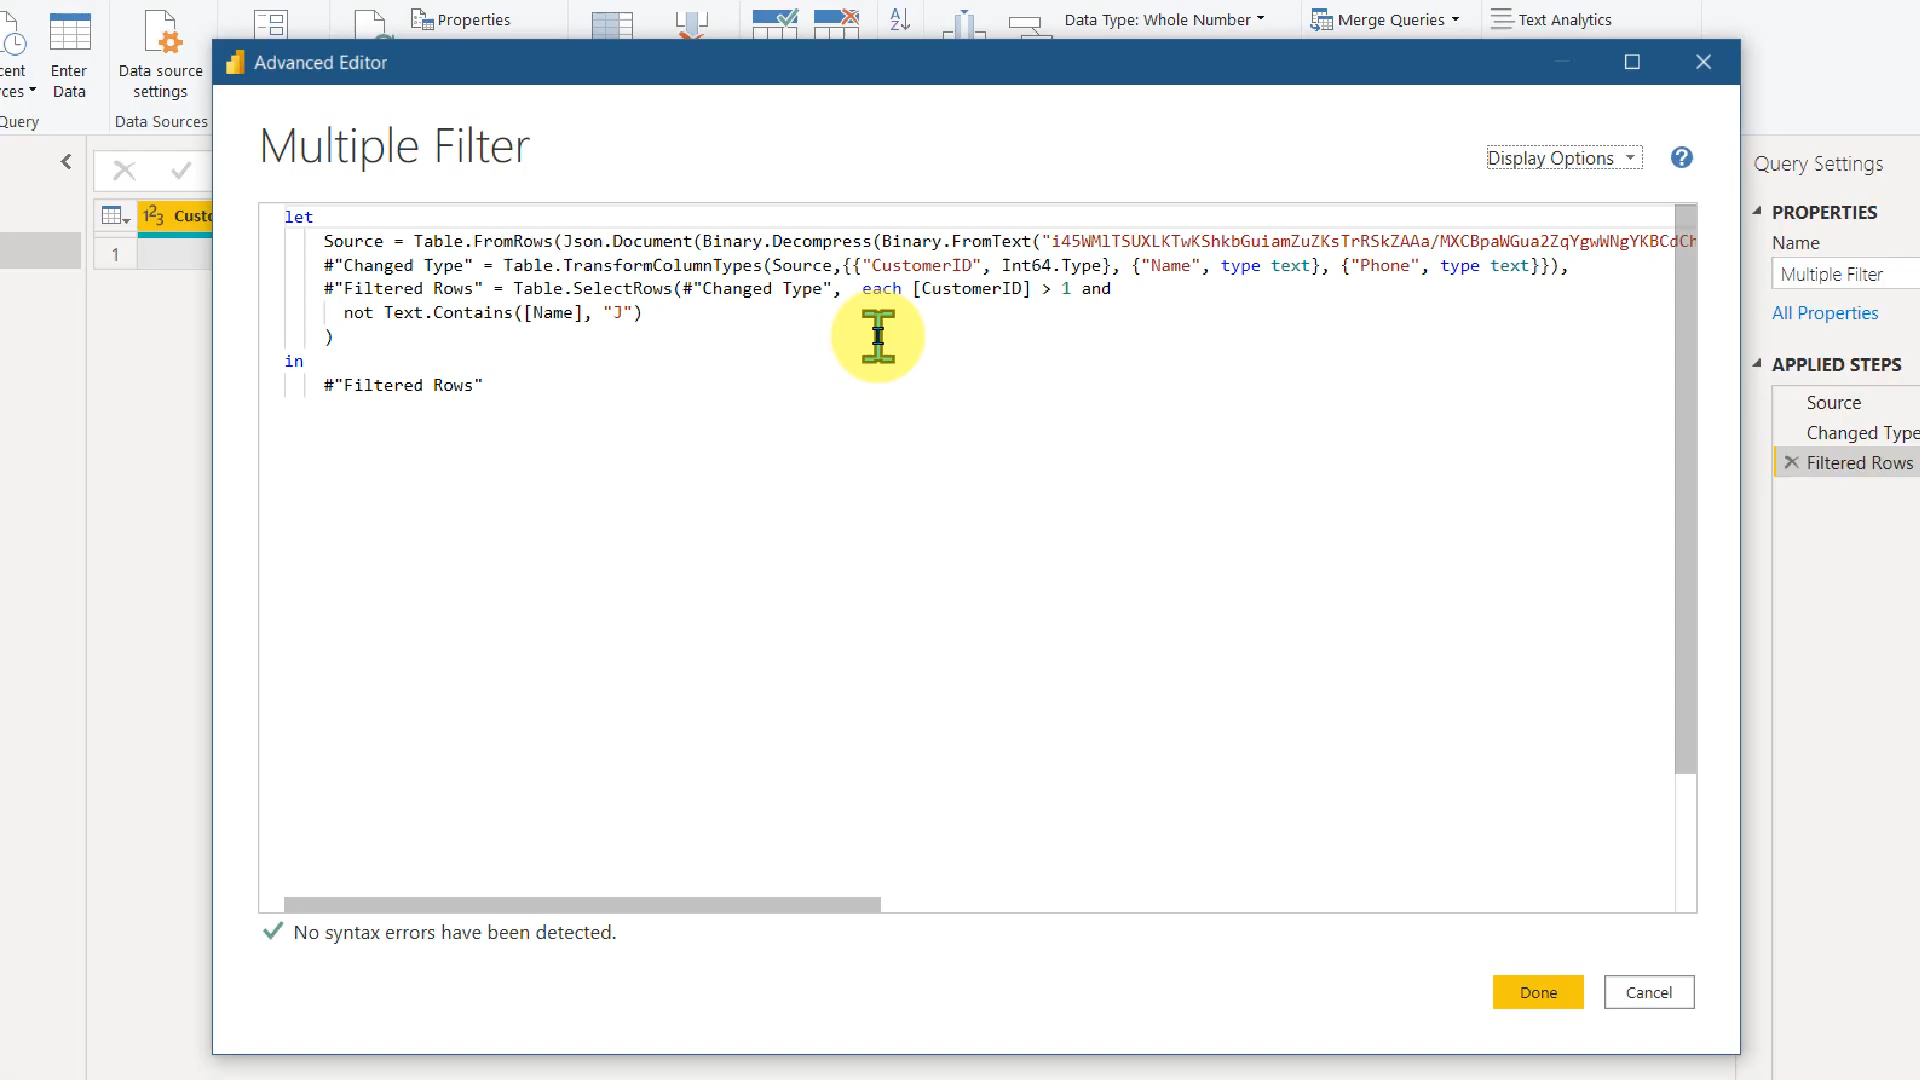 Properties
Data Type: Whole Number
Merge Queries
Text Analytics
cent
ces
Enter
Data
Data source
settings
Query
Data Sources
Advanced Editor
Multiple Filter
Display Options
?
let
Source = Table.FromRows(Json.Document(Binary.Decompress(Binary.FromText("
#"Changed Type" = Table.TransformColumnTypes(Source,{{"CustomerID", Int64.Type}, {"Name", type text}, {"Phone", type text}}),
#"Filtered Rows" = Table.SelectRows(#"Changed Type",  each [CustomerID] > 1 and
not Text.Contains([Name], "J")
)
in
#"Filtered Rows"
No syntax errors have been detected.
Done
Cancel
123 Custo
1
Query Settings
PROPERTIES
Name
Multiple Filter
All Properties
APPLIED STEPS
Source
Changed Type
Filtered Rows